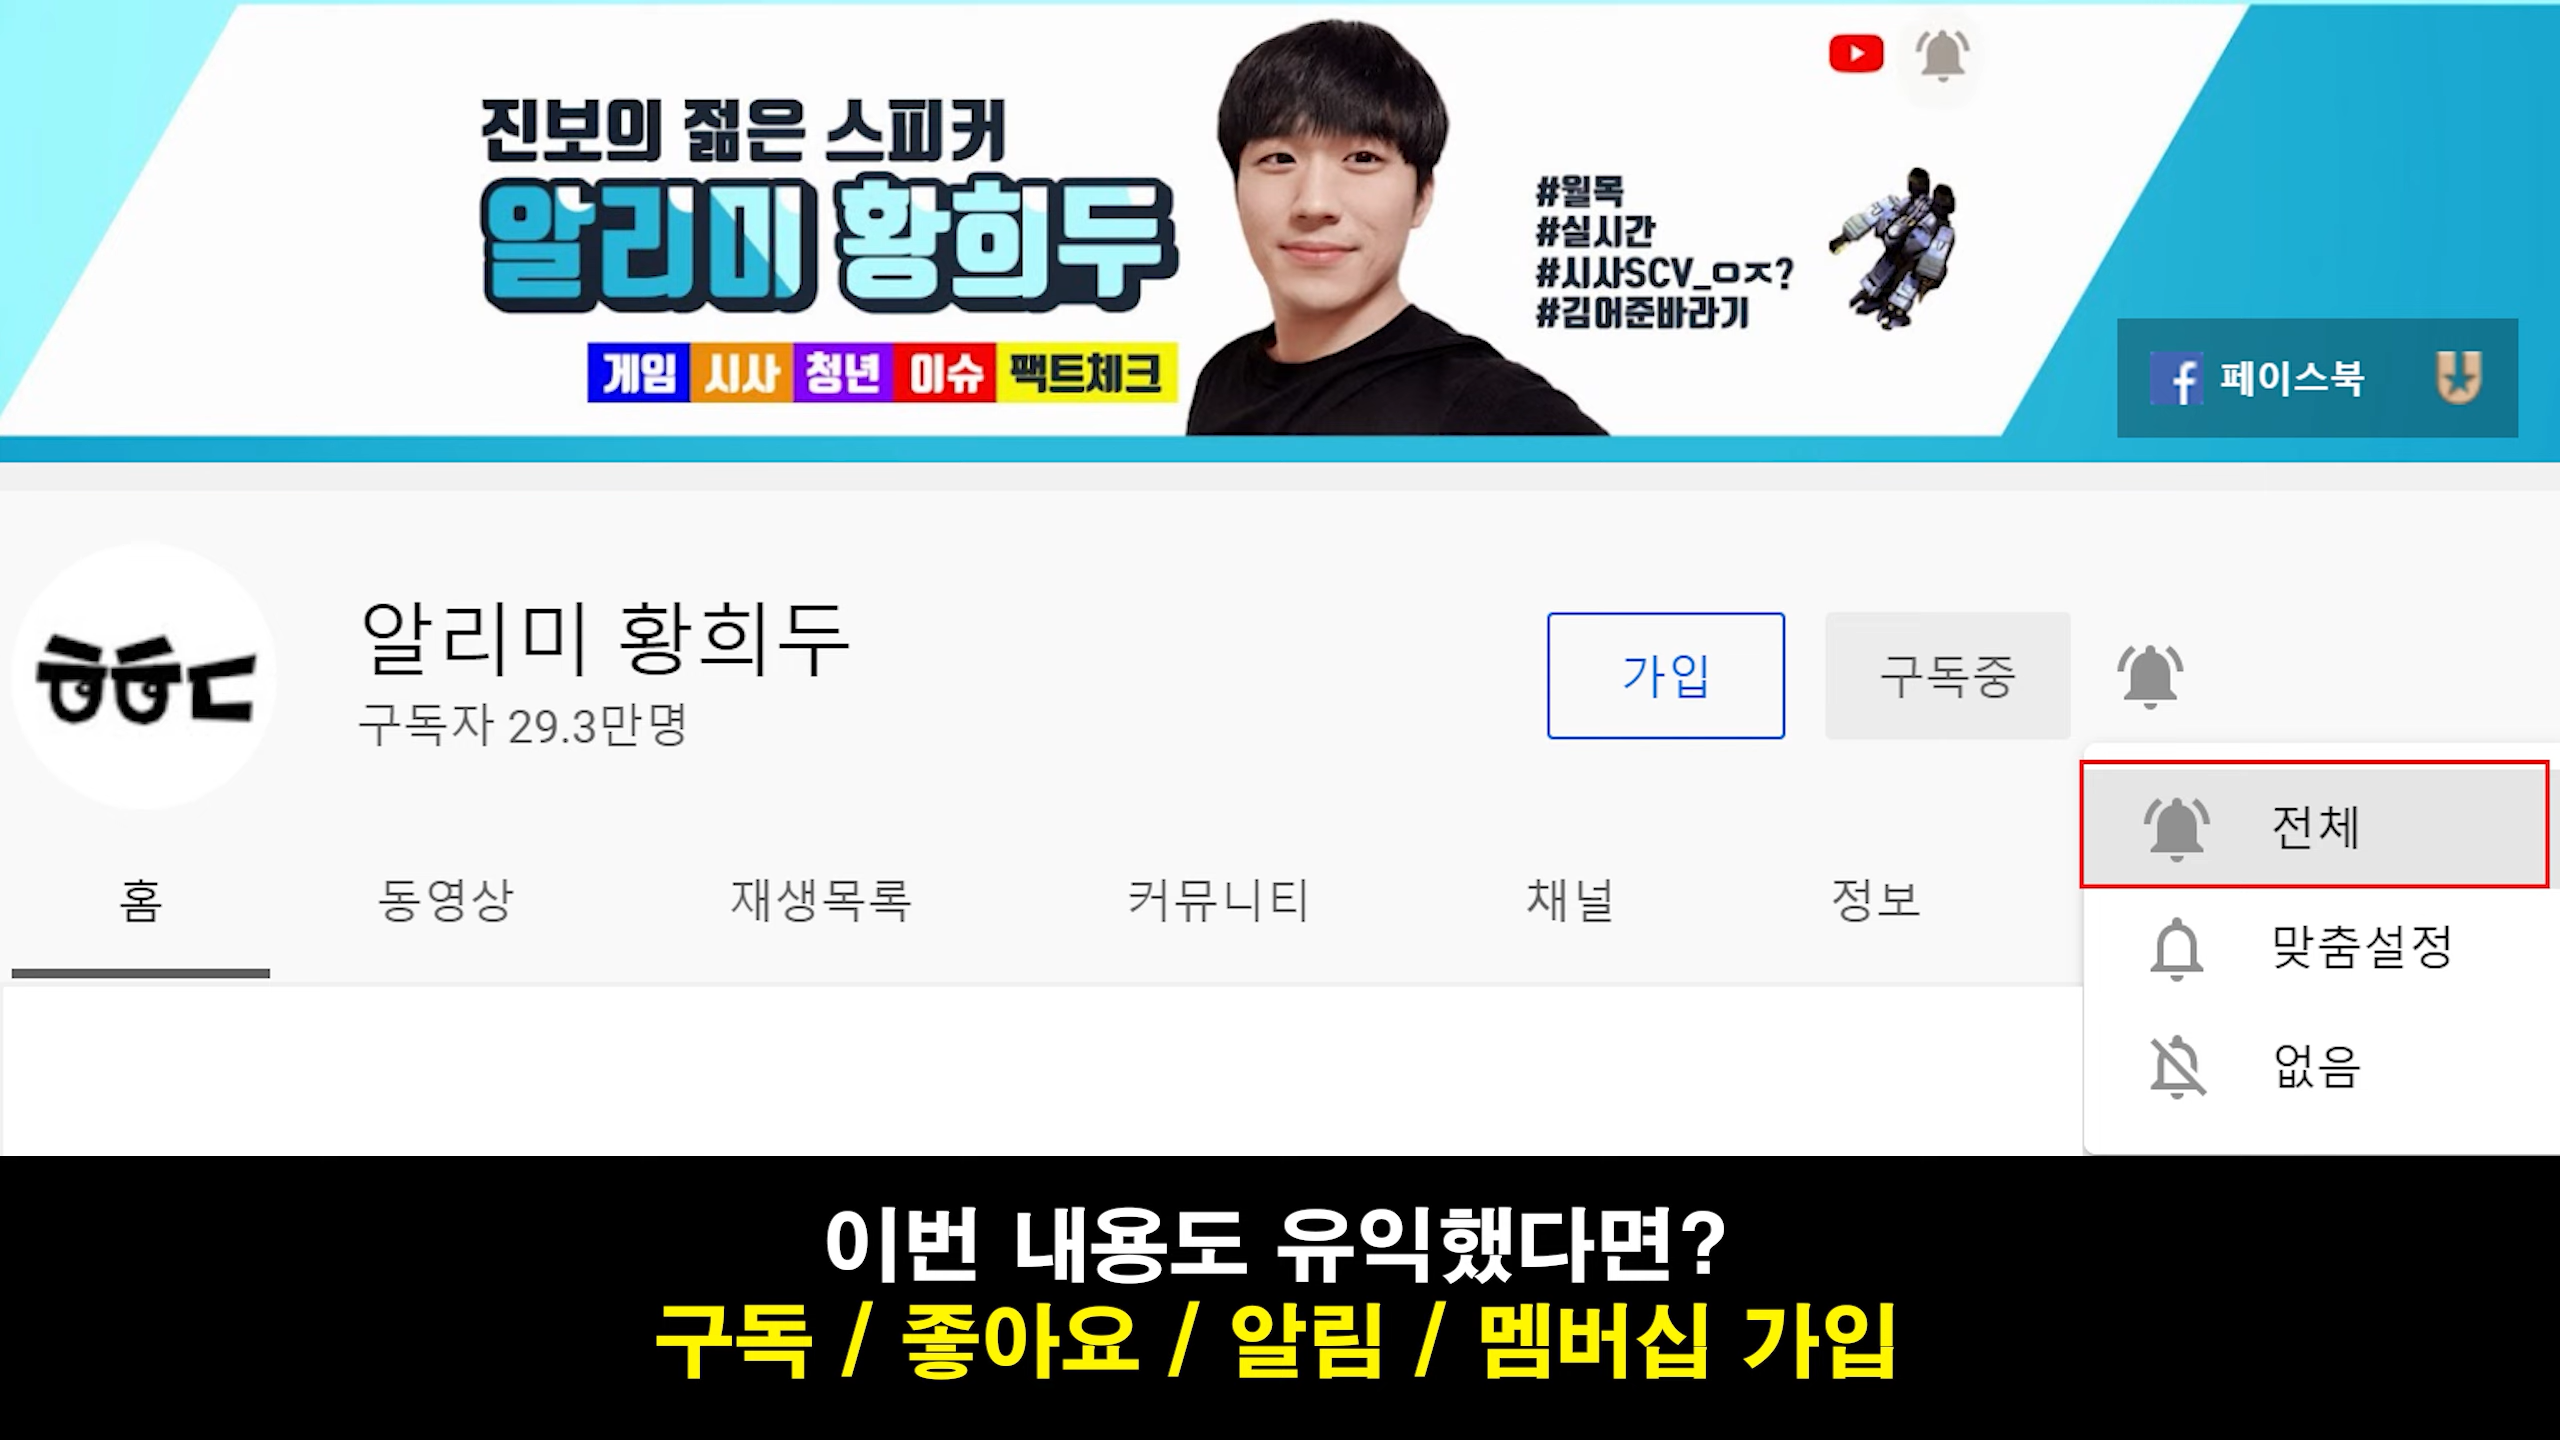 진보의 젊은 스피커
알리미 황희두
게임 시사 청년 이슈 팩트체크
#월목
#실시간
#시사SCV_ㅇㅈ?
#김어준바라기
f 페이스북
ㅎㅎㄷ
알리미 황희두
구독자 29.3만명
가입
구독중
홈 동영상 재생목록 커뮤니티 채널 정보
전체
맞춤설정
없음
이번 내용도 유익했다면?
구독 / 좋아요 / 알림 / 멤버십 가입